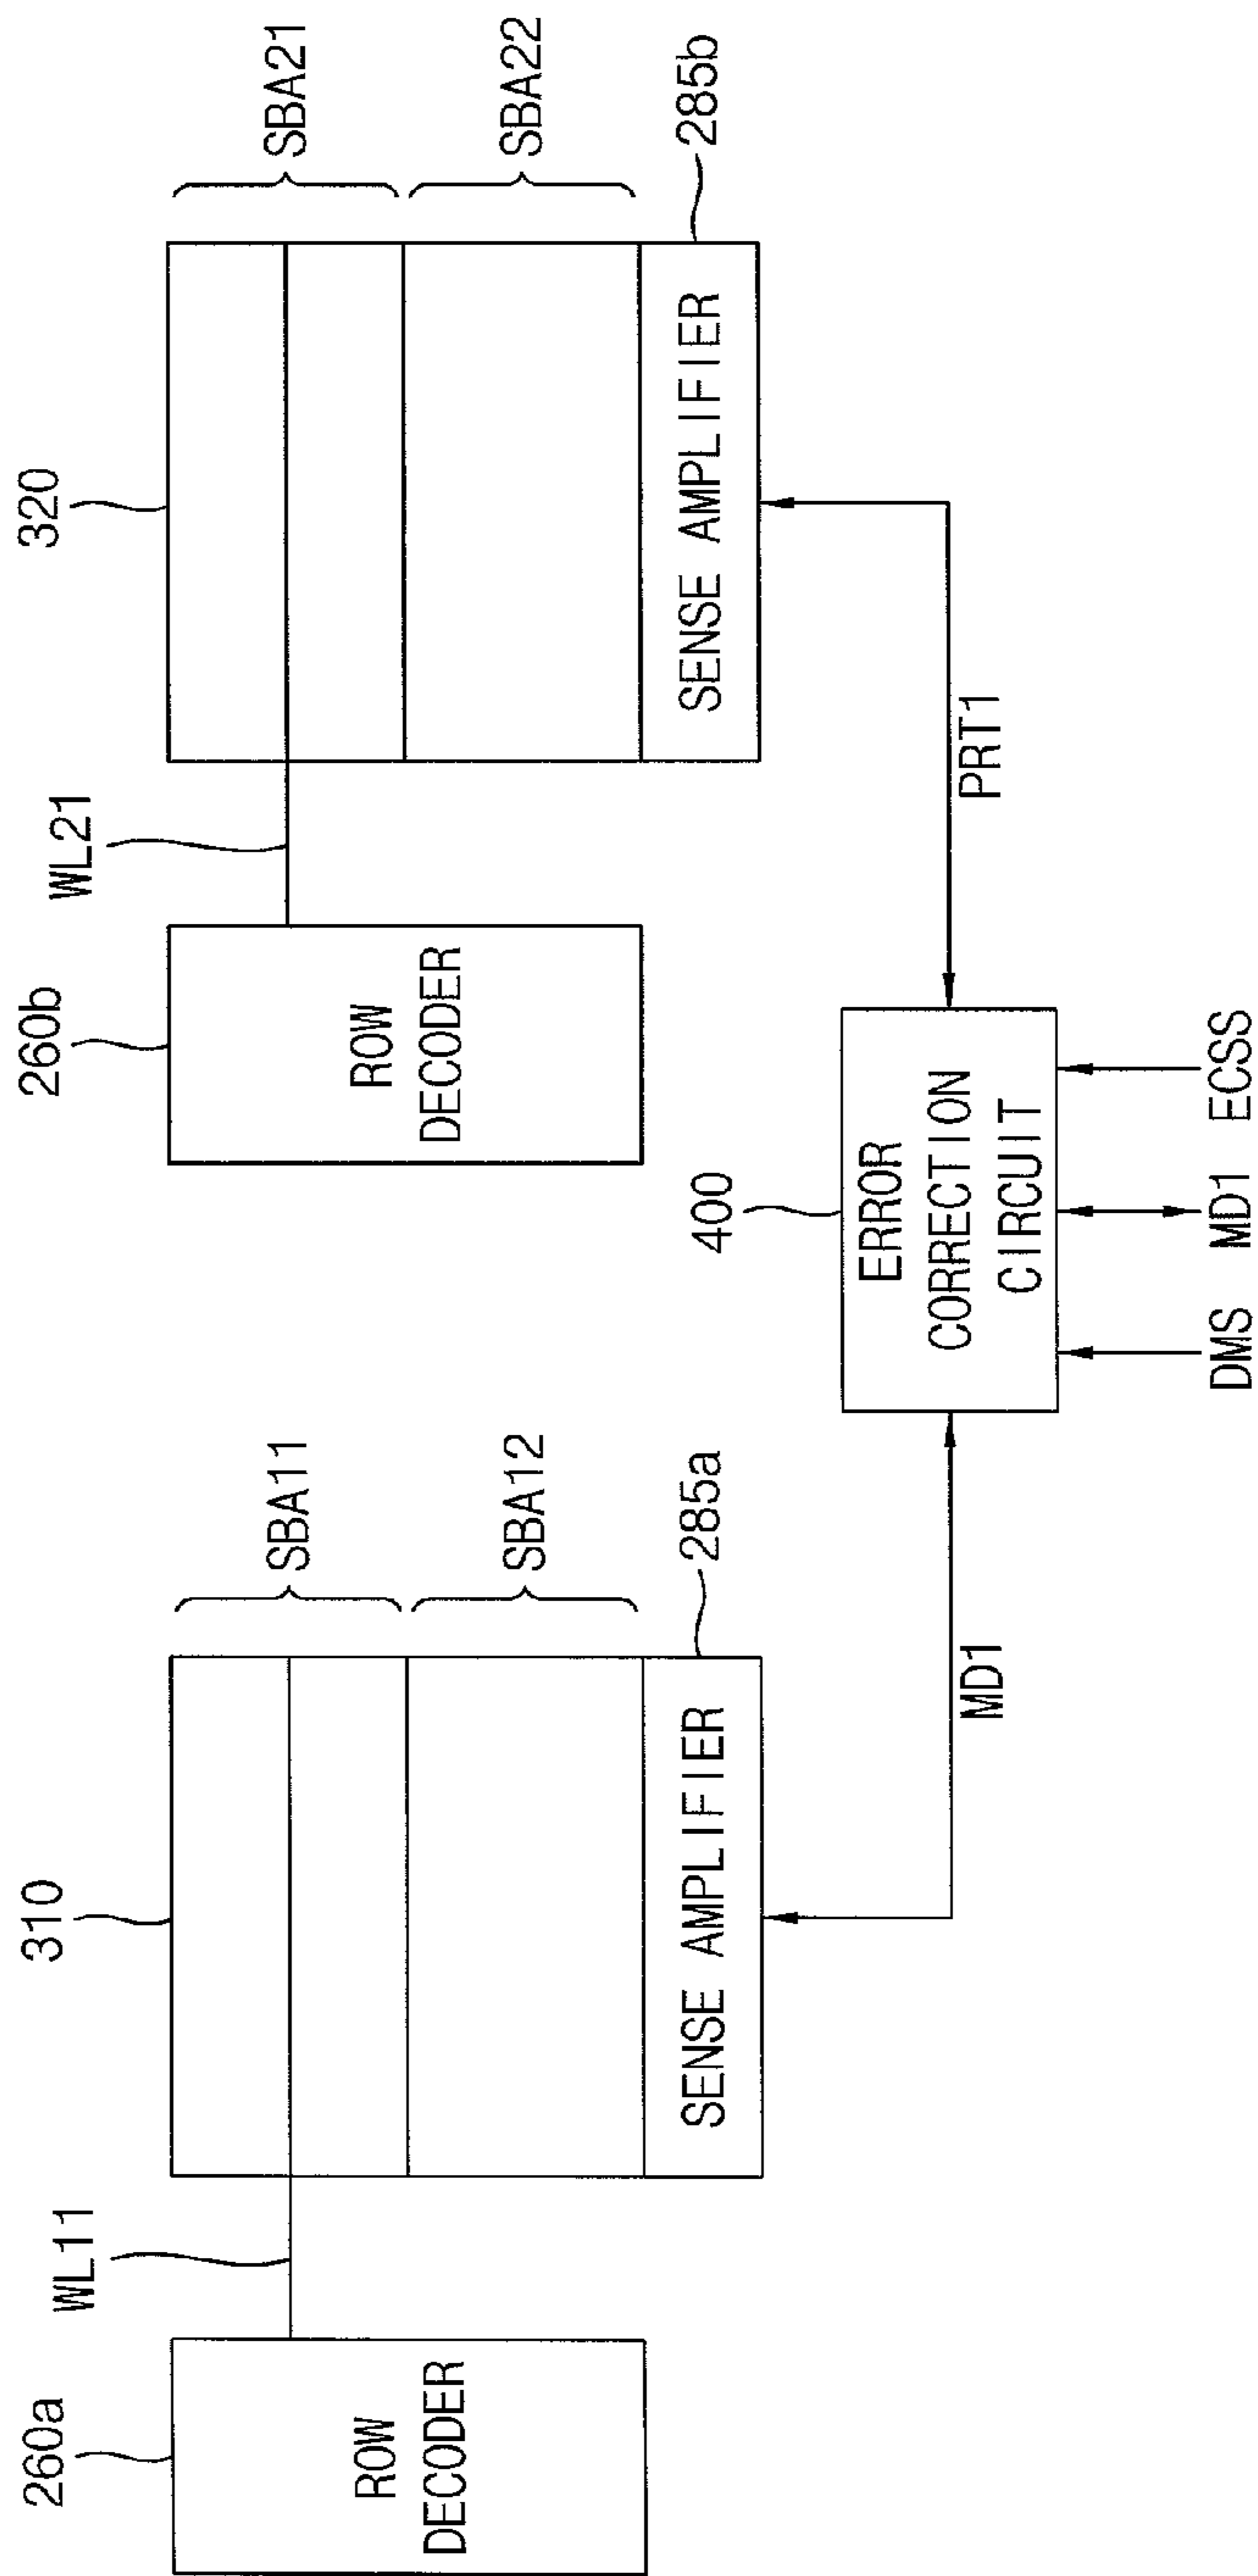 260a
ROW
DECODER
WL11
310
SBA11
SBA12
SENSE AMPLIFIER
285a
260b
ROW
DECODER
WL21
320
SBA21
SBA22
SENSE AMPLIFIER
285b
MD1
400
ERROR
CORRECTION
CIRCUIT
PRT1
DMS
MD1
ECSS